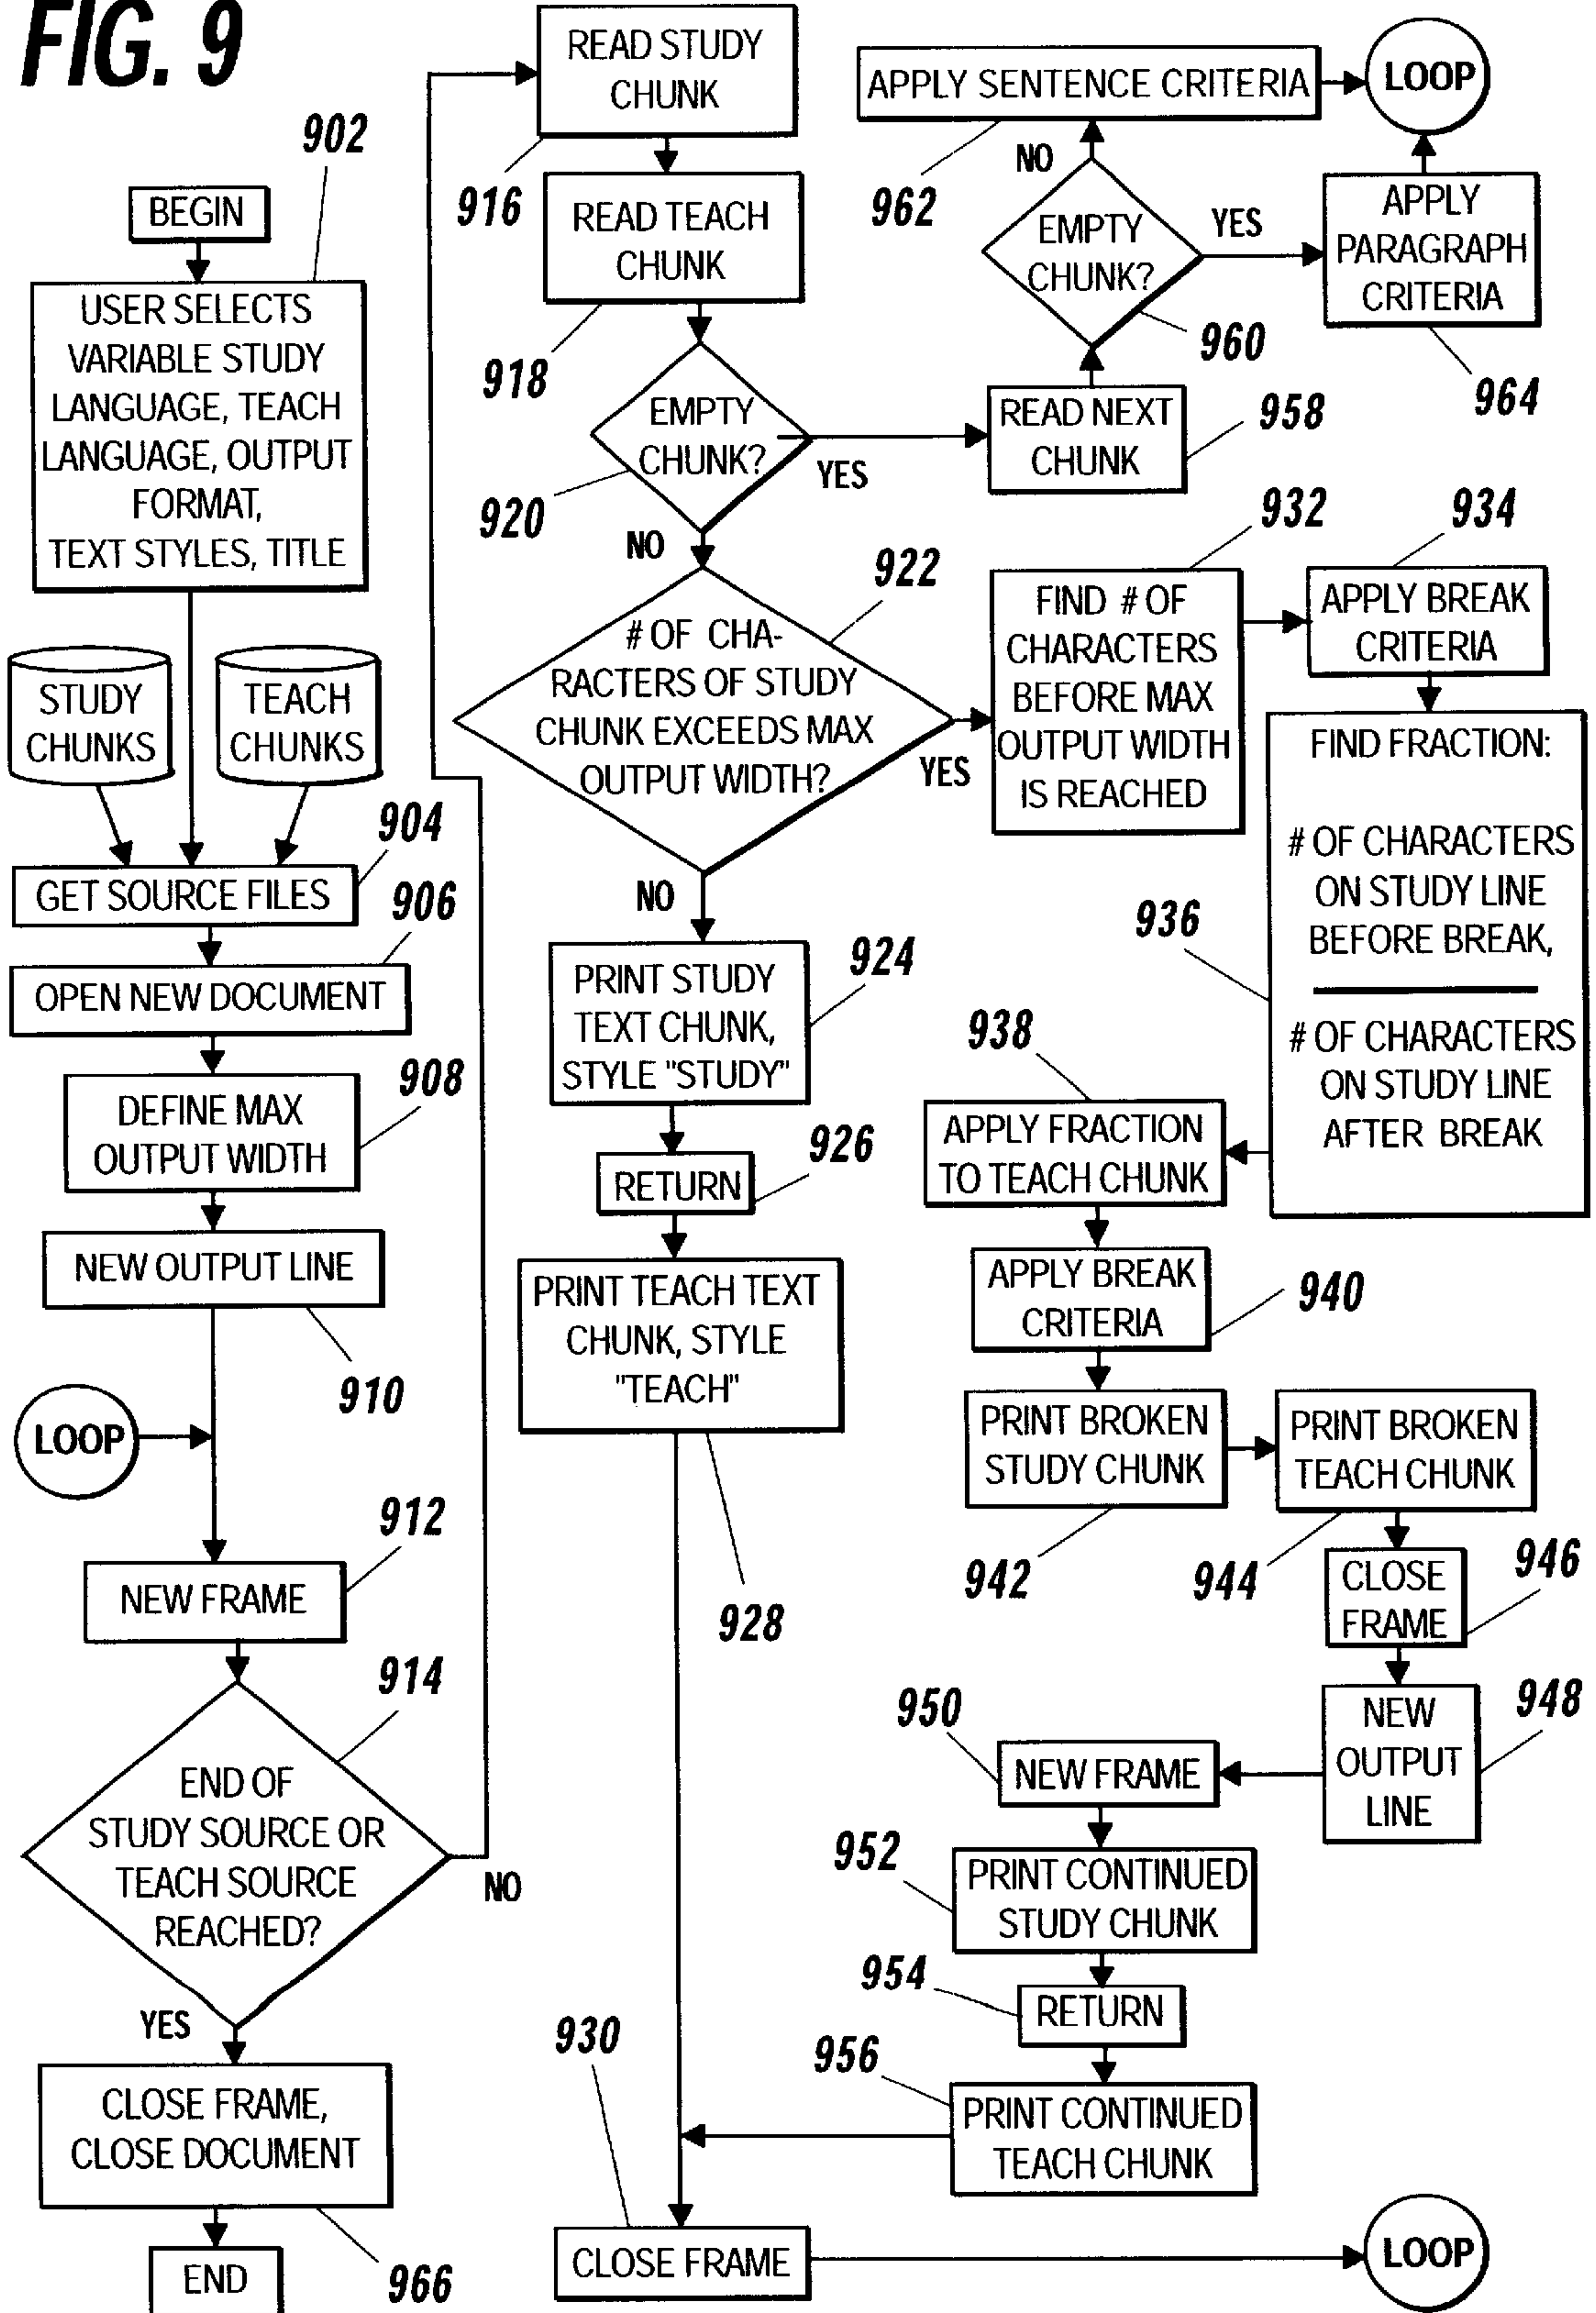 FIG. 9
902
BEGIN
USER SELECTS
VARIABLE STUDY
LANGUAGE, TEACH
LANGUAGE, OUTPUT
FORMAT,
TEXT STYLES, TITLE
STUDY
CHUNKS
TEACH
CHUNKS
904
GET SOURCE FILES
906
OPEN NEW DOCUMENT
908
DEFINE MAX
OUTPUT WIDTH
NEW OUTPUT LINE
910
LOOP
912
NEW FRAME
914
END OF
STUDY SOURCE OR
TEACH SOURCE
REACHED?
NO
YES
CLOSE FRAME,
CLOSE DOCUMENT
966
END
READ STUDY
CHUNK
916
READ TEACH
CHUNK
918
EMPTY
CHUNK?
YES
920
NO
922
# OF CHA-
RACTERS OF STUDY
CHUNK EXCEEDS MAX
OUTPUT WIDTH?
YES
NO
PRINT STUDY
TEXT CHUNK,
STYLE "STUDY"
924
RETURN
926
PRINT TEACH TEXT
CHUNK, STYLE
"TEACH"
928
930
CLOSE FRAME
LOOP
APPLY SENTENCE CRITERIA
LOOP
962
NO
EMPTY
CHUNK?
YES
960
APPLY
PARAGRAPH
CRITERIA
964
READ NEXT
CHUNK
958
932
FIND # OF
CHARACTERS
BEFORE MAX
OUTPUT WIDTH
IS REACHED
934
APPLY BREAK
CRITERIA
FIND FRACTION:
# OF CHARACTERS
ON STUDY LINE
BEFORE BREAK,
# OF CHARACTERS
ON STUDY LINE
AFTER BREAK
936
938
APPLY FRACTION
TO TEACH CHUNK
APPLY BREAK
CRITERIA
940
PRINT BROKEN
STUDY CHUNK
942
PRINT BROKEN
TEACH CHUNK
944
CLOSE
FRAME
946
NEW
OUTPUT
LINE
948
950
NEW FRAME
952
PRINT CONTINUED
STUDY CHUNK
954
RETURN
956
PRINT CONTINUED
TEACH CHUNK